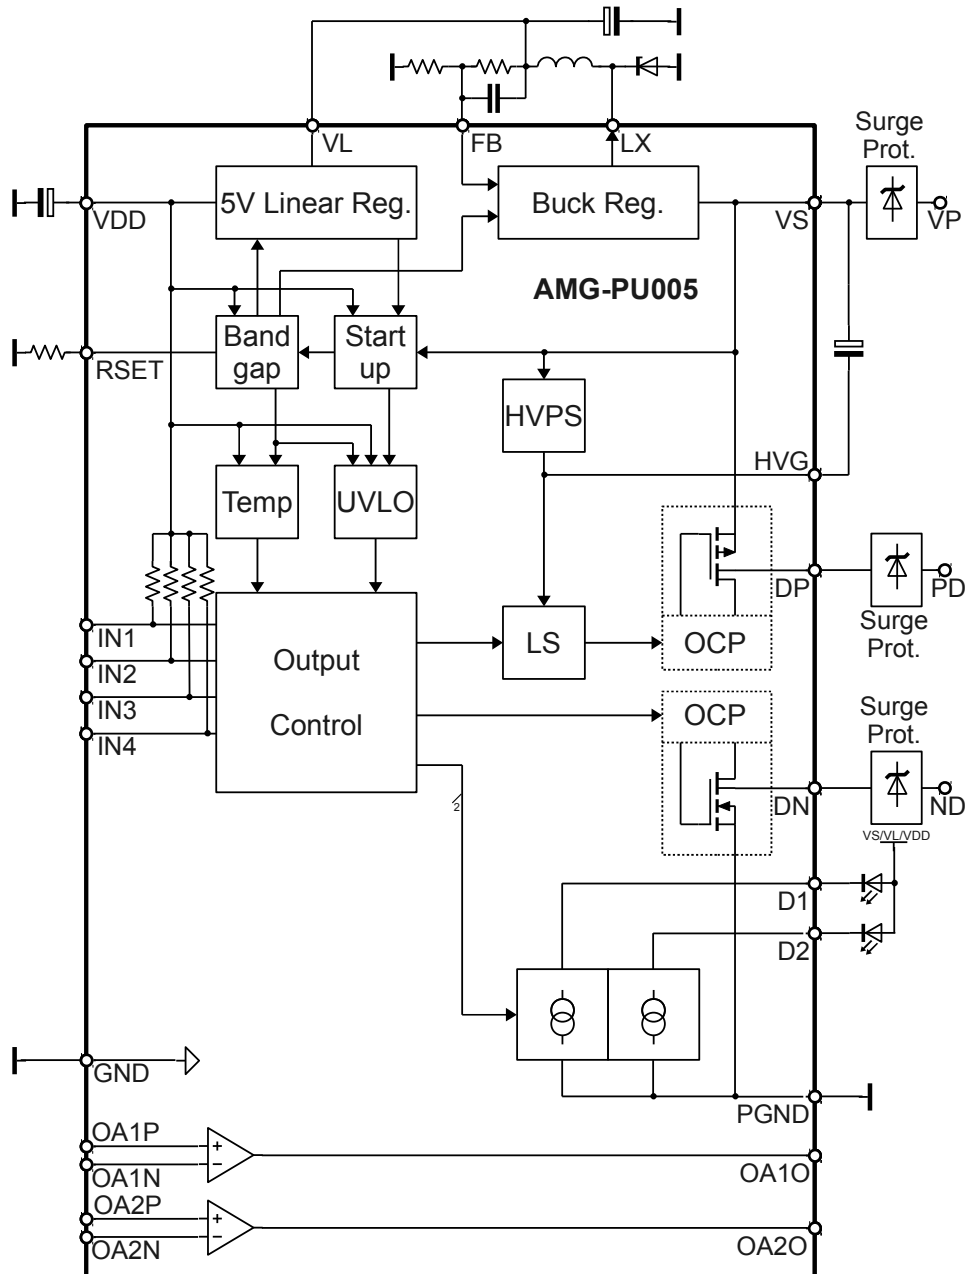 VL
FB
LX
Surge
Prot.
VDD
5V Linear Reg.
Buck Reg.
VS
VP
AMG-PU005
RSET
Band
gap
Start
up
HVPS
HVG
Temp
UVLO
DP
PD
Surge
Prot.
IN1
IN2
IN3
IN4
Output
Control
LS
OCP
OCP
Surge
Prot.
DN
ND
2
VS/VL/VDD
D1
D2
GND
PGND
OA1P
+
OA1N
−
OA1O
OA2P
+
OA2N
−
OA2O